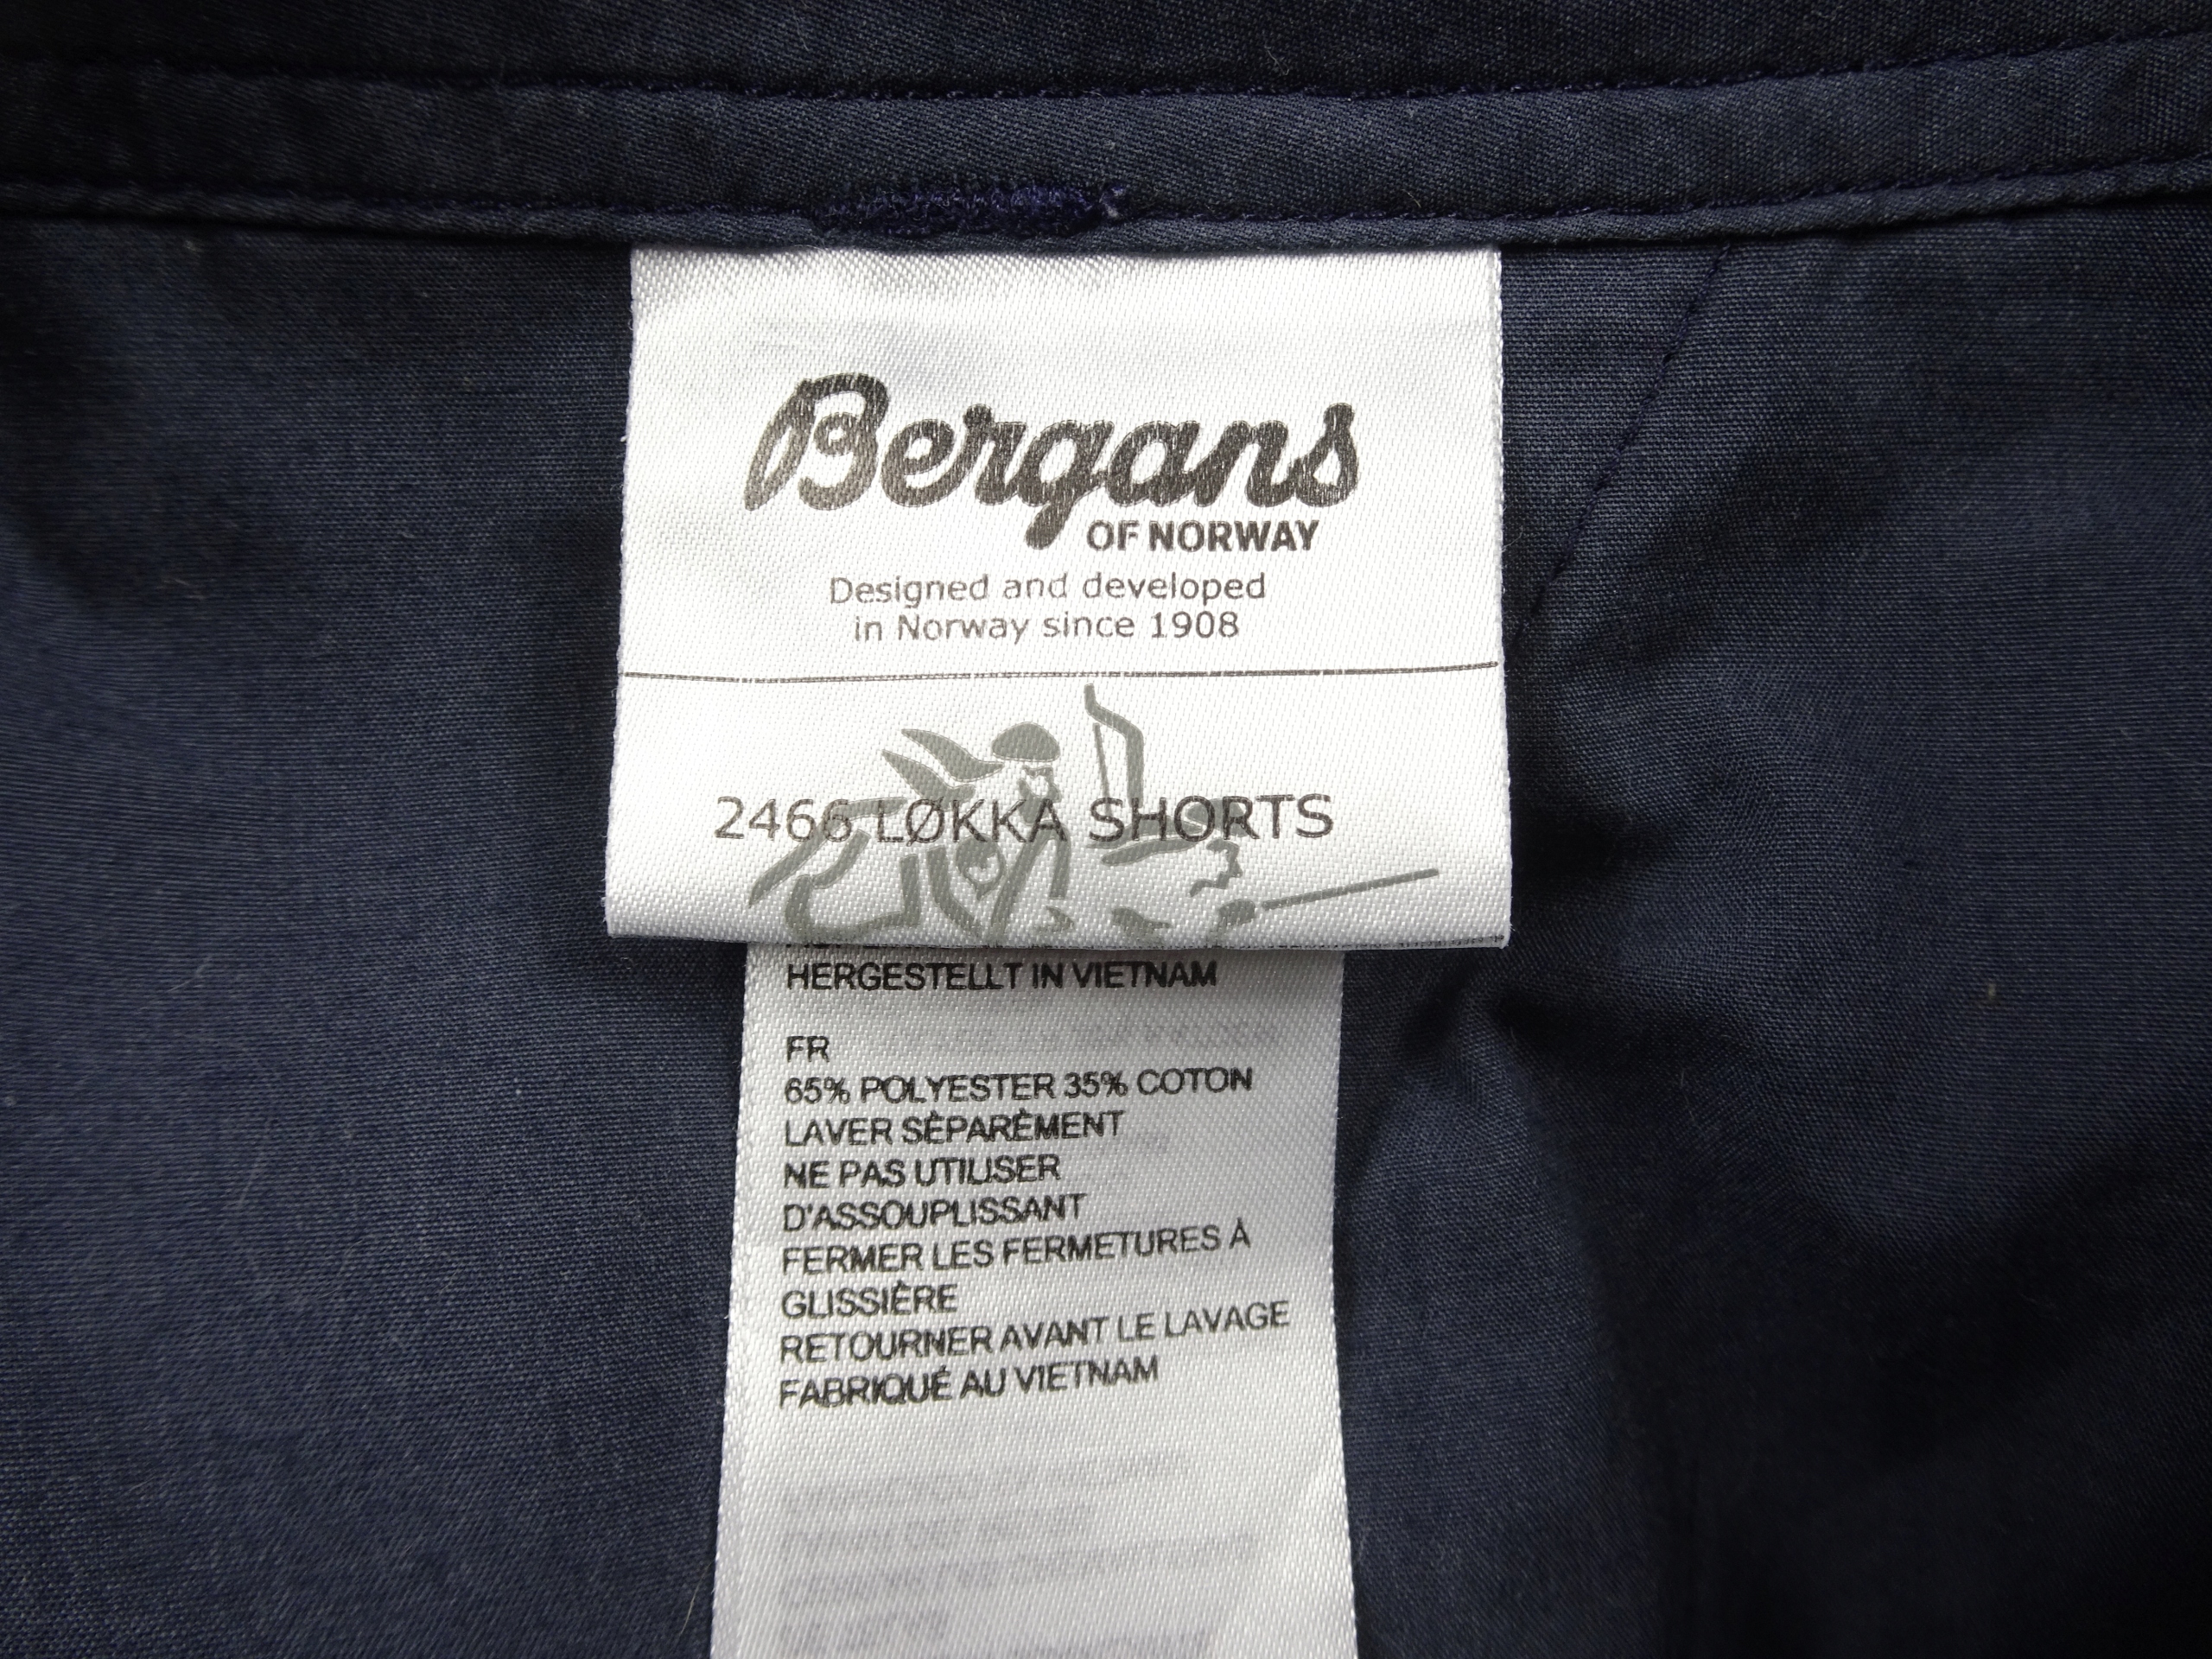 Bergans
OF NORWAY
Designed and developed
in Norway since 1908
2466 LØKKA SHORTS
HERGESTELLT IN VIETNAM
FR
65% POLYESTER 35% COTON
LAVER SÉPARÉMENT
NE PAS UTILISER
D'ASSOUPLISSANT
FERMER LES FERMETURES À
GLISSIÈRE
RETOURNER AVANT LE LAVAGE
FABRIQUÉ AU VIETNAM